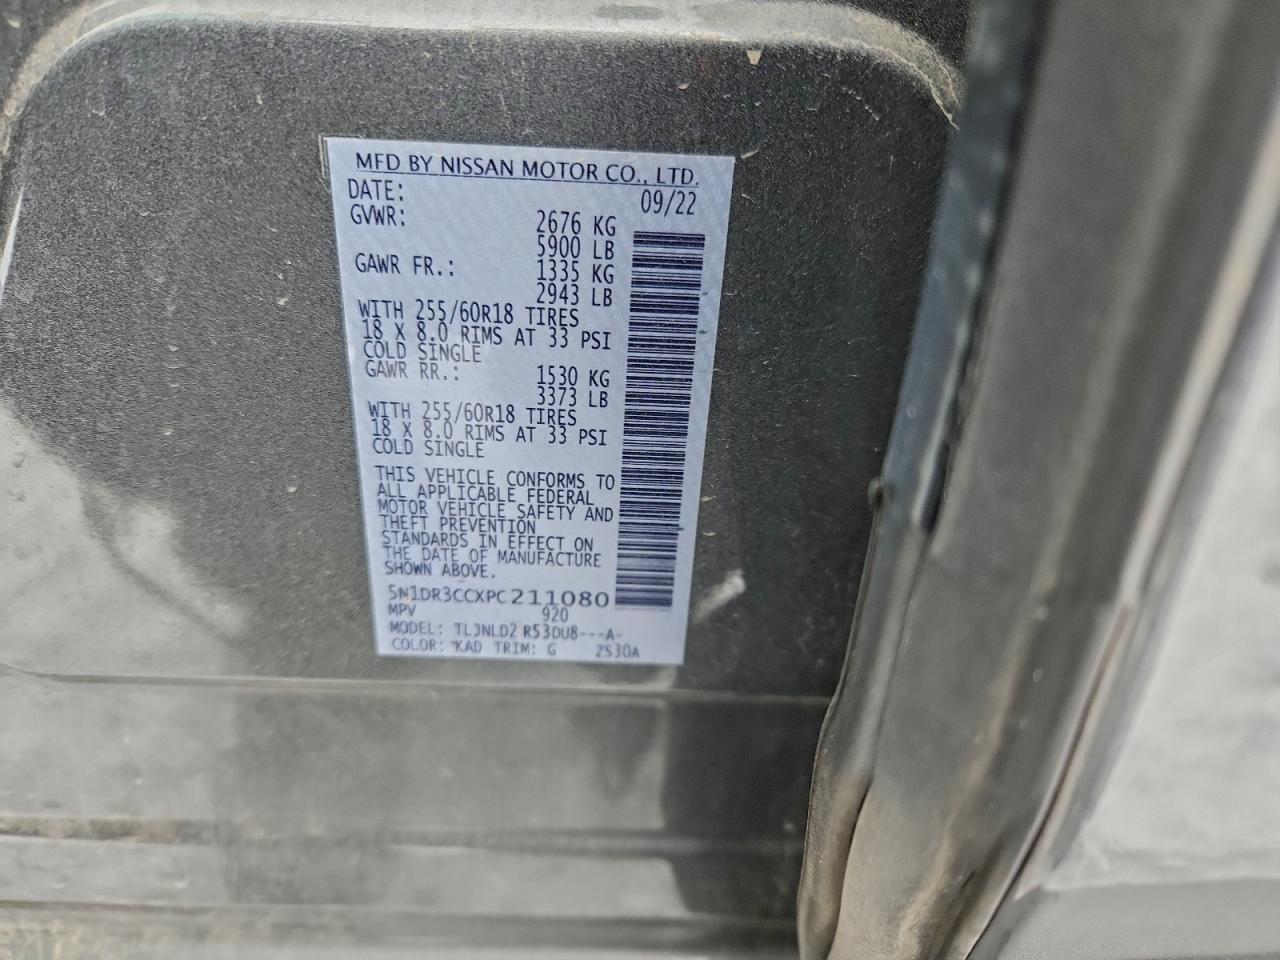 MFD BY NISSAN MOTOR CO., LTD.
DATE: 09/22
GVWR: 2676 KG
5900 LB
GAWR FR.: 1335 KG
2943 LB
WITH 255/60R18 TIRES
18 X 8.0 RIMS AT 33 PSI
COLD SINGLE
GAWR RR.: 1530 KG
3373 LB
WITH 255/60R18 TIRES
18 X 8.0 RIMS AT 33 PSI
COLD SINGLE
THIS VEHICLE CONFORMS TO
ALL APPLICABLE FEDERAL
MOTOR VEHICLE SAFETY AND
THEFT PREVENTION
STANDARDS IN EFFECT ON
THE DATE OF MANUFACTURE
SHOWN ABOVE.
5N1DR3CCXPC211080
MPV 920
MODEL: TLJNLD2 R53DU8---A-
COLOR: *KAD TRIM: G ZS30A